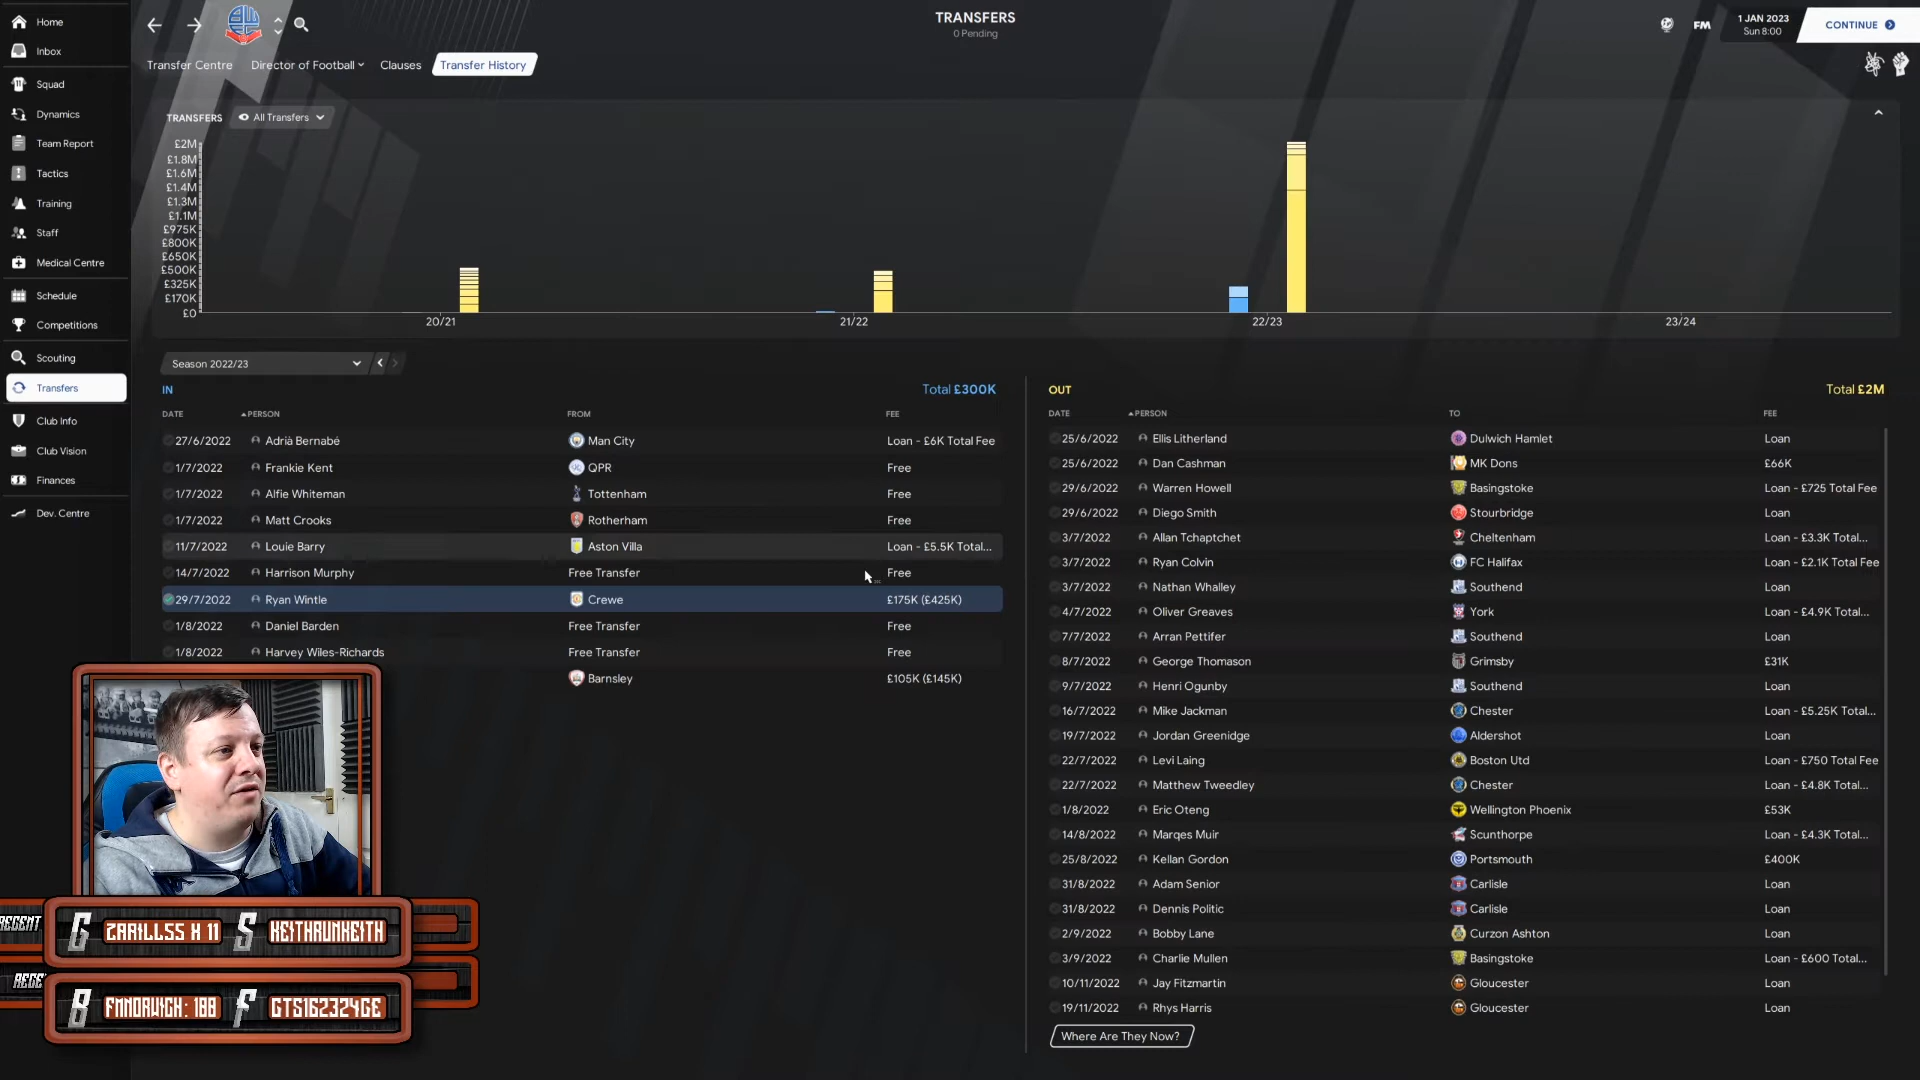 TRANSFERS
0 Pending
FM
1 JAN 2023
Sun 8:00
CONTINUE
Home
Inbox
Squad
Dynamics
Team Report
Tactics
Training
Staff
Medical Centre
Schedule
Competitions
Scouting
Transfers
Club Info
Club Vision
Finances
Dev. Centre
Transfer Centre Director of Football Clauses Transfer History
TRANSFERS All Transfers
£2M
£1.8M
£1.6M
£1.4M
£1.3M
£1.1M
£975K
£800K
£650K
£500K
£325K
£170K
£0
20/21 21/22 22/23 23/24
Season 2022/23
IN Total £300K
DATE PERSON FROM FEE
27/6/2022 Adrià Bernabé Man City Loan - £6K Total Fee
1/7/2022 Frankie Kent QPR Free
1/7/2022 Alfie Whiteman Tottenham Free
1/7/2022 Matt Crooks Rotherham Free
11/7/2022 Louie Barry Aston Villa Loan - £5.5K Total...
14/7/2022 Harrison Murphy Free Transfer Free
29/7/2022 Ryan Wintle Crewe £175K (£425K)
1/8/2022 Daniel Barden Free Transfer Free
1/8/2022 Harvey Wiles-Richards Free Transfer Free
Barnsley £105K (£145K)
OUT Total £2M
DATE PERSON TO FEE
25/6/2022 Ellis Litherland Dulwich Hamlet Loan
25/6/2022 Dan Cashman MK Dons £66K
29/6/2022 Warren Howell Basingstoke Loan - £725 Total Fee
29/6/2022 Diego Smith Stourbridge Loan
3/7/2022 Allan Tchaptchet Cheltenham Loan - £3.3K Total...
3/7/2022 Ryan Colvin FC Halifax Loan - £2.1K Total Fee
3/7/2022 Nathan Whalley Southend Loan
4/7/2022 Oliver Greaves York Loan - £4.9K Total...
7/7/2022 Arran Pettifer Southend Loan
8/7/2022 George Thomason Grimsby £31K
9/7/2022 Henri Ogunby Southend Loan
16/7/2022 Mike Jackman Chester Loan - £5.25K Total...
19/7/2022 Jordan Greenidge Aldershot Loan
22/7/2022 Levi Laing Boston Utd Loan - £750 Total Fee
22/7/2022 Matthew Tweedley Chester Loan - £4.8K Total...
1/8/2022 Eric Oteng Wellington Phoenix £53K
14/8/2022 Marqes Muir Scunthorpe Loan - £4.3K Total...
25/8/2022 Kellan Gordon Portsmouth £400K
31/8/2022 Adam Senior Carlisle Loan
31/8/2022 Dennis Politic Carlisle Loan
2/9/2022 Bobby Lane Curzon Ashton Loan
3/9/2022 Charlie Mullen Basingstoke Loan - £600 Total...
10/11/2022 Jay Fitzmartin Gloucester Loan
19/11/2022 Rhys Harris Gloucester Loan
Where Are They Now?
G ZARILLSS X 11 S KEITHRUNKEITH
B FMNORWICH: 188 F GTS162324GE